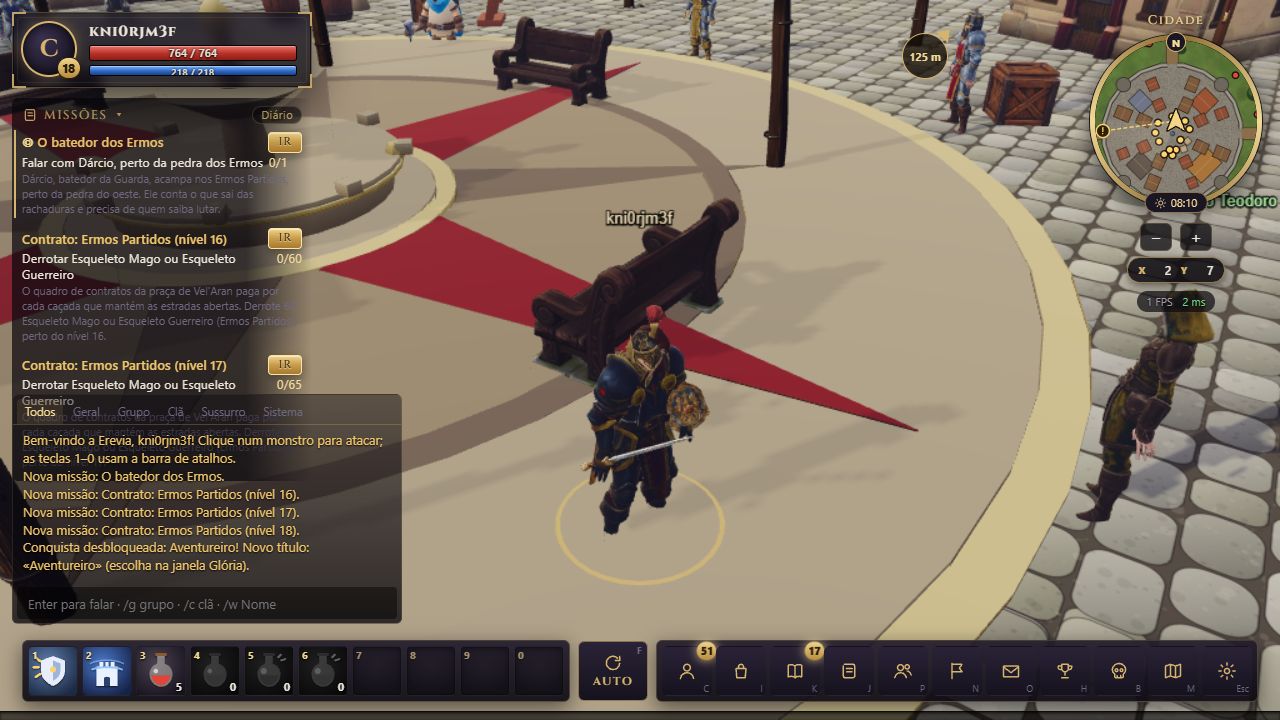 C
18
kni0rjm3f
764 / 764
218 / 218
MISSÕES
Diário
O batedor dos Ermos
IR
Falar com Dárcio, perto da pedra dos Ermos 0/1
Dárcio, batedor da Guarda, acampa nos Ermos Partidos,
perto da pedra do oeste. Ele conta o que sai das
rachaduras e precisa de quem saiba lutar.
Contrato: Ermos Partidos (nível 16)
IR
Derrotar Esqueleto Mago ou Esqueleto 0/60
Guerreiro
O quadro de contratos da praça de Vel'Aran paga por
cada caçada que mantém as estradas abertas. Derrote
Esqueleto Mago ou Esqueleto Guerreiro (Ermos Partidos
perto do nível 16.
Contrato: Ermos Partidos (nível 17)
IR
Derrotar Esqueleto Mago ou Esqueleto 0/65
Guerreiro
Todos Geral Grupo Clã Sussurro Sistema
Bem-vindo a Erevia, kni0rjm3f! Clique num monstro para atacar;
as teclas 1–0 usam a barra de atalhos.
Nova missão: O batedor dos Ermos.
Nova missão: Contrato: Ermos Partidos (nível 16).
Nova missão: Contrato: Ermos Partidos (nível 17).
Nova missão: Contrato: Ermos Partidos (nível 18).
Conquista desbloqueada: Aventureiro! Novo título:
«Aventureiro» (escolha na janela Glória).
Enter para falar · /g grupo · /c clã · /w Nome
kni0rjm3f
125 m
CIDADE
N
!
08:10
Teodoro
− +
X 2 Y 7
1 FPS 2 ms
1 2 3 4 5 6 7 8 9 0
5 0 0 0
F
AUTO
51 17
C I K J P N O H B M Esc